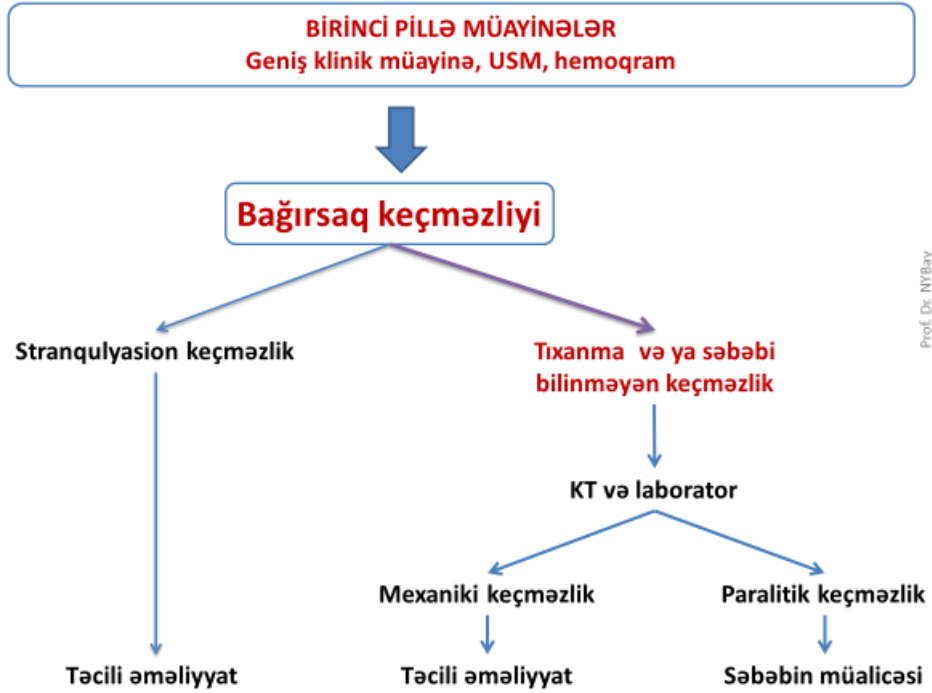 BİRİNCİ PİLLƏ MÜAYİNƏLƏR
Geniş klinik müayinə, USM, hemoqram
Bağırsaq keçməzliyi
Stranqulyasion keçməzlik
Tıxanma və ya səbəbi
bilinməyən keçməzlik
KT və laborator
Mexaniki keçməzlik
Paralitik keçməzlik
Təcili əməliyyat
Təcili əməliyyat
Səbəbin müalicəsi
Prof. Dr. NYBay